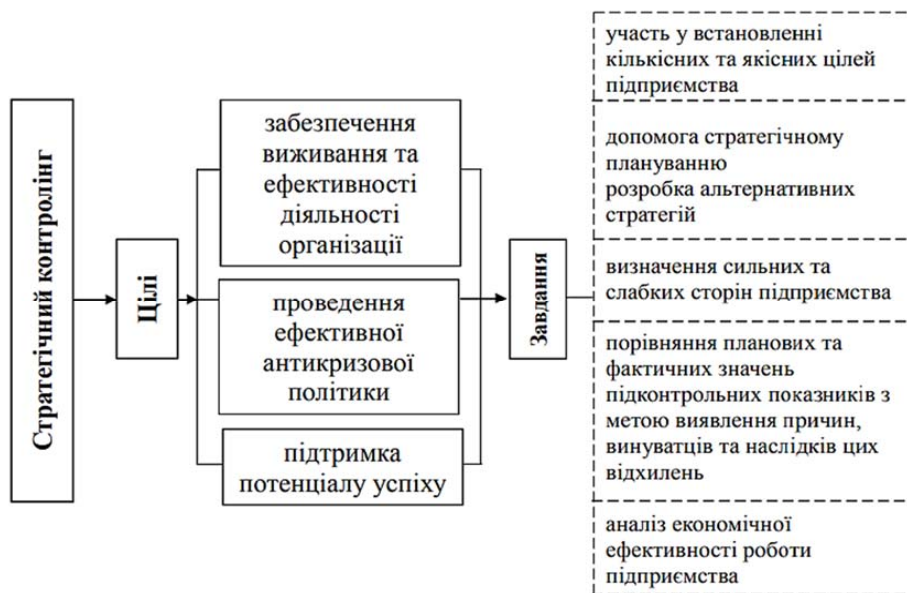 Стратегічний контролінг
Цілі
забезпечення
виживання та
ефективності
діяльності
організації
проведення
ефективної
антикризової
політики
підтримка
потенціалу успіху
Завдання
участь у встановленні
кількісних та якісних цілей
підприємства
допомога стратегічному
плануванню
розробка альтернативних
стратегій
визначення сильних та
слабких сторін підприємства
порівняння планових та
фактичних значень
підконтрольних показників з
метою виявлення причин,
винуватців та наслідків цих
відхилень
аналіз економічної
ефективності роботи
підприємства